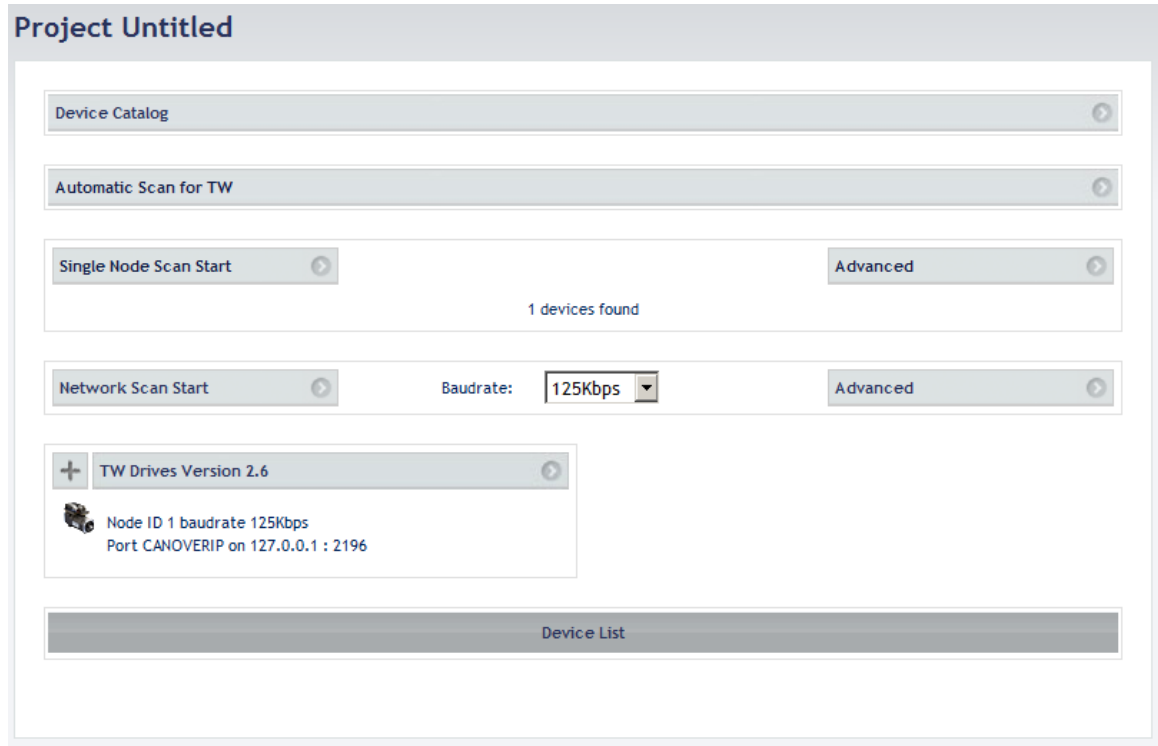 Project Untitled
Device Catalog
Automatic Scan for TW
Single Node Scan Start
Advanced
1 devices found
Network Scan Start
Baudrate:
125Kbps
Advanced
TW Drives Version 2.6
Node ID 1 baudrate 125Kbps
Port CANOVERIP on 127.0.0.1 : 2196
Device List